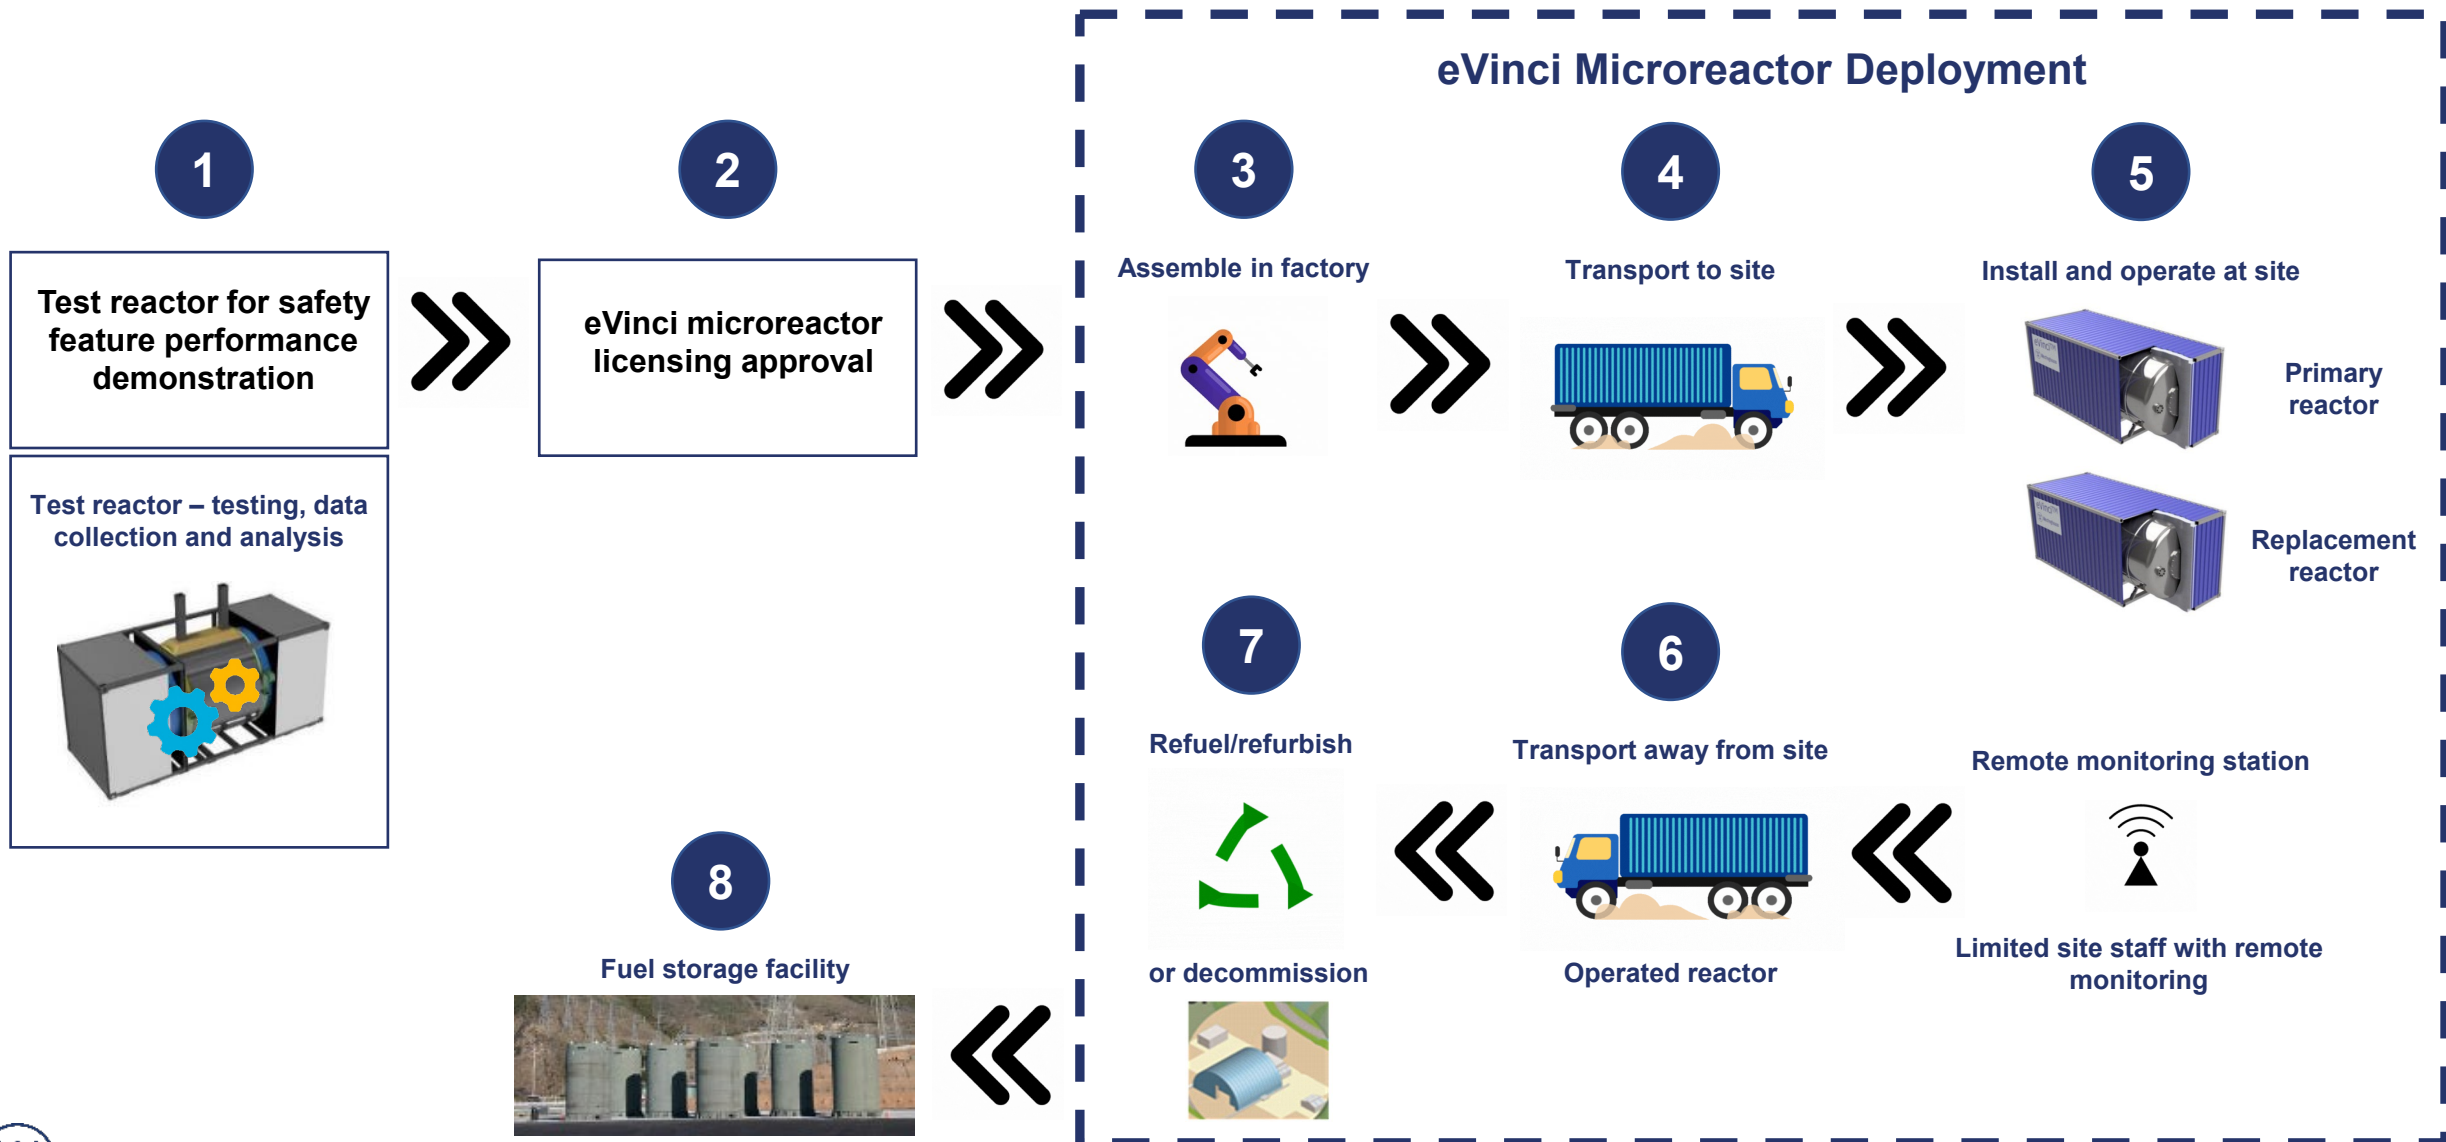 eVinci Microreactor Deployment
1
2
3
4
5
Test reactor for safety
feature performance
demonstration
eVinci microreactor
licensing approval
Assemble in factory
Transport to site
Install and operate at site
eVinci™
Primary
reactor
eVinci™
Replacement
reactor
Test reactor – testing, data
collection and analysis
7
6
Refuel/refurbish
Transport away from site
Remote monitoring station
8
Fuel storage facility
or decommission
Operated reactor
Limited site staff with remote
monitoring